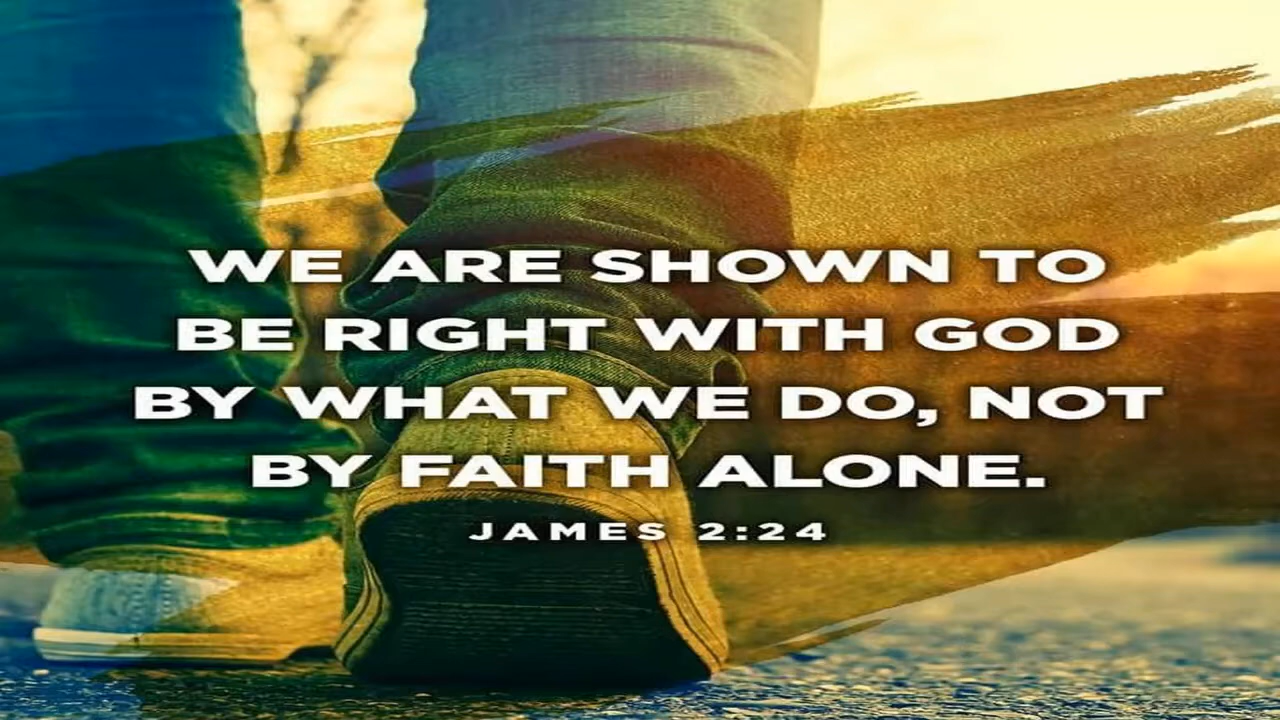 WE ARE SHOWN TO
BE RIGHT WITH GOD
BY WHAT WE DO, NOT
BY FAITH ALONE.
JAMES 2:24